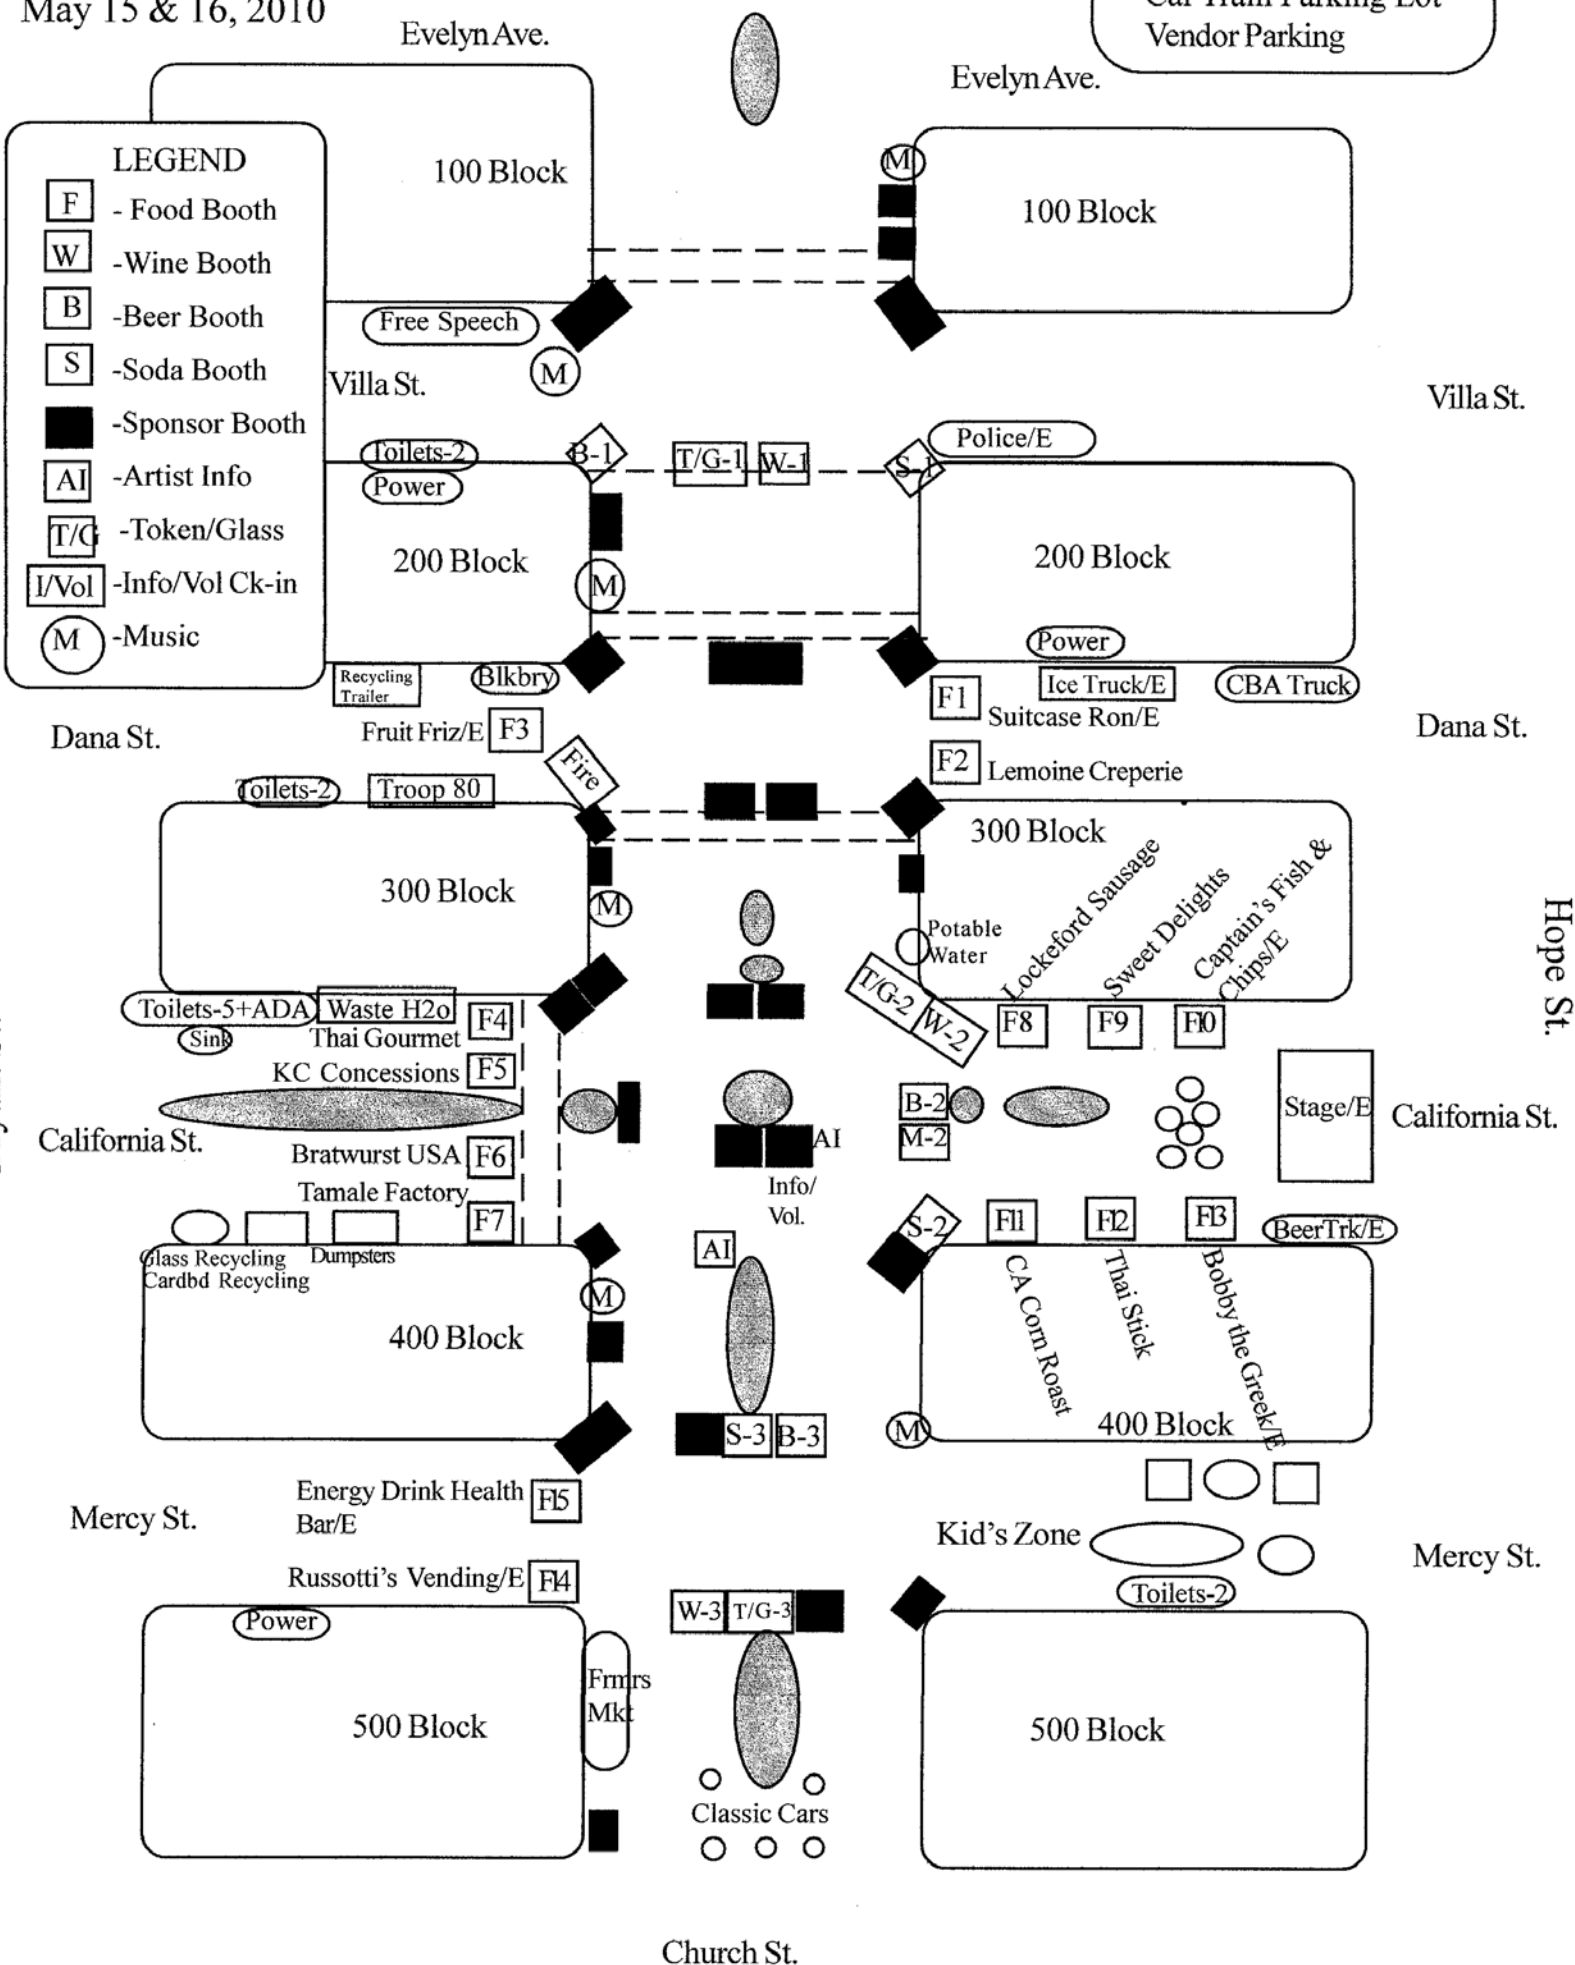 May 15 & 16, 2010
Evelyn Ave.
Vendor Parking
Evelyn Ave.
LEGEND
F - Food Booth
W -Wine Booth
B -Beer Booth
S -Soda Booth
-Sponsor Booth
AI -Artist Info
T/G -Token/Glass
I/Vol -Info/Vol Ck-in
M -Music
100 Block
M
100 Block
Free Speech
M
Villa St.
Villa St.
Toilets-2
B-1
T/G-1
W-1
S-1
Police/E
Power
200 Block
M
200 Block
Power
Recycling
Trailer
Blkbry
F1
Ice Truck/E
CBA Truck
Suitcase Ron/E
Dana St.
Fruit Friz/E
F3
Dana St.
F2
Lemoine Creperie
Fire
Toilets-2
Troop 80
300 Block
300 Block
M
Potable
Water
Lockeford Sausage
Sweet Delights
Captain's Fish &
Chips/E
Hope St.
Toilets-5+ADA
Waste H2o
F4
T/G-2
W-2
F8
F9
F10
Sink
Thai Gourmet
KC Concessions
F5
B-2
Stage/E
California St.
California St.
M-2
AI
Bratwurst USA
F6
Info/
Vol.
Tamale Factory
F7
S-2
F11
F12
F13
BeerTrk/E
AI
Glass Recycling
Dumpsters
Cardbd Recycling
CA Corn Roast
Thai Stick
Bobby the Greek/E
M
400 Block
400 Block
S-3
B-3
M
Energy Drink Health
Bar/E
F15
Mercy St.
Kid's Zone
Mercy St.
Russotti's Vending/E
F14
Toilets-2
W-3
T/G-3
Power
Frmrs
Mkt
500 Block
500 Block
Classic Cars
Church St.